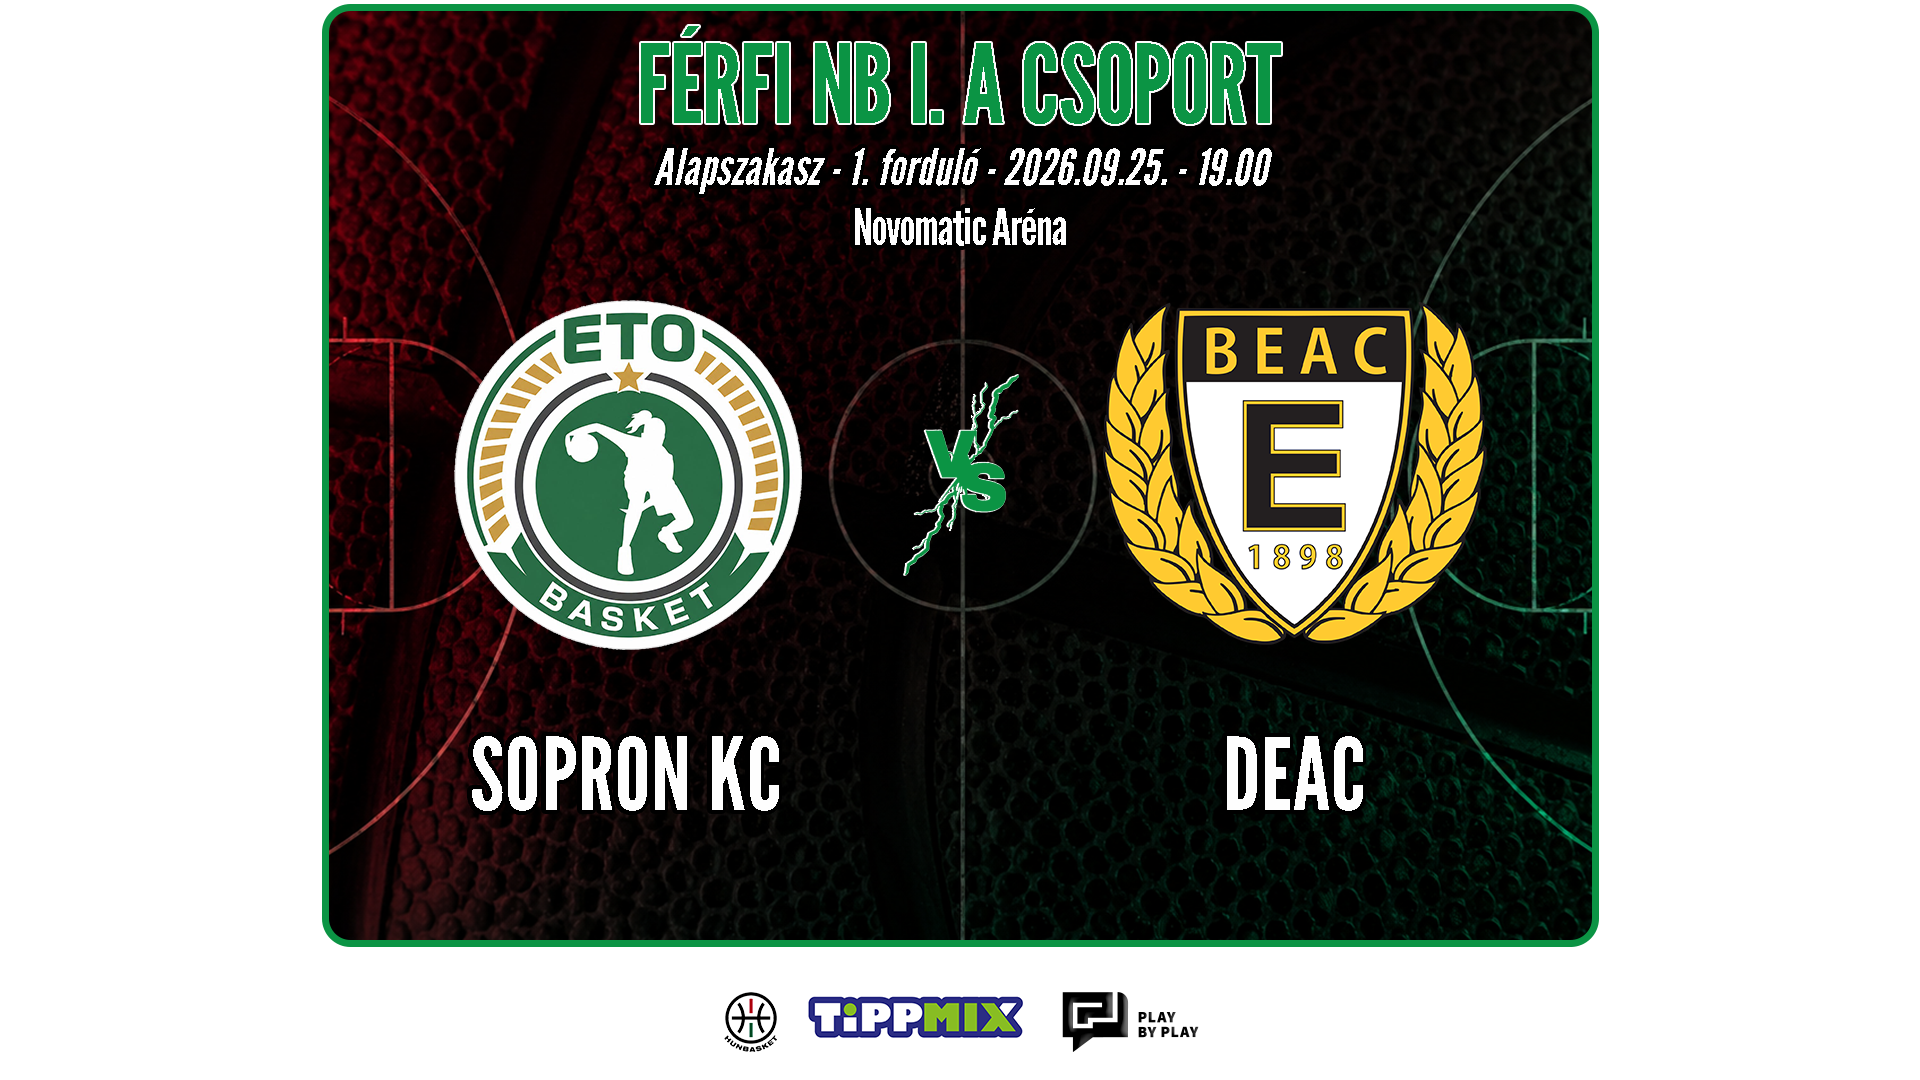 FÉRFI NB I. A CSOPORT
Alapszakasz - 1. forduló - 2026.09.25. - 19.00
Novomatic Aréna
ETO
BASKET
VS
BEAC
E
1898
SOPRON KC
DEAC
HUNBASKET
TiPPMIX
PLAY
BY PLAY